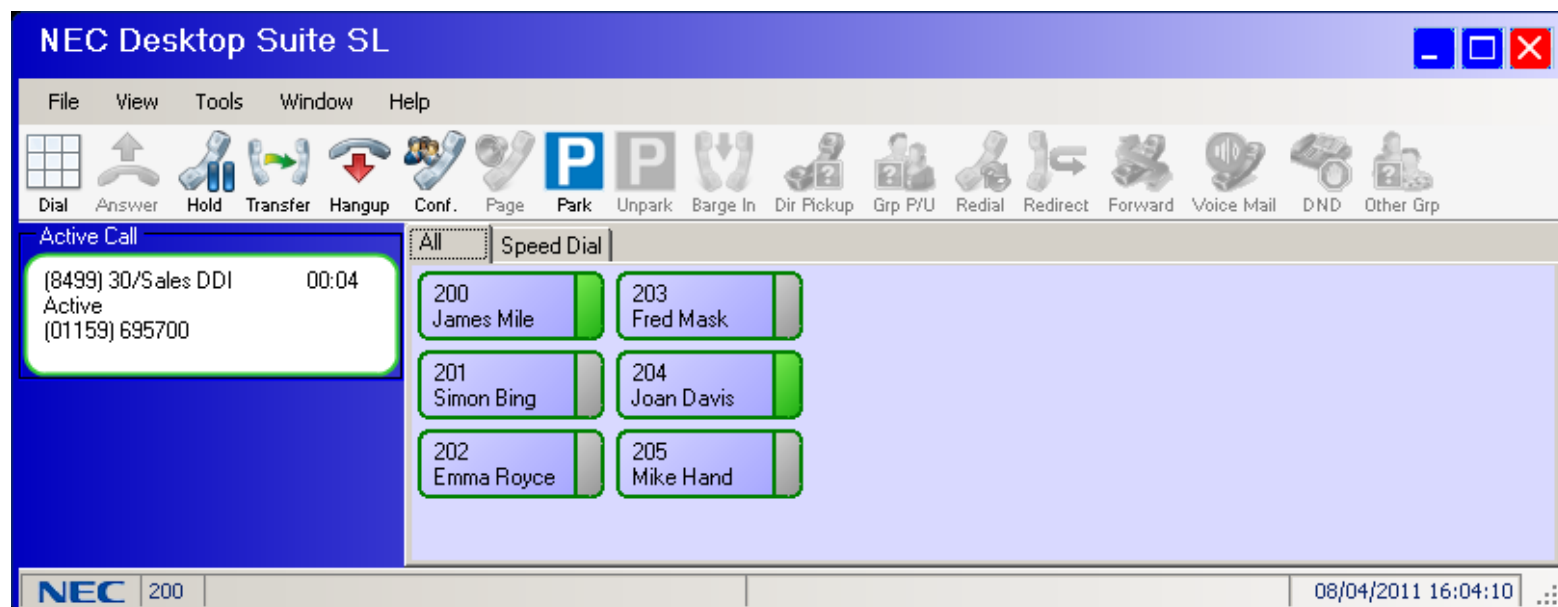 NEC Desktop Suite SL
File View Tools Window Help
Dial Answer Hold Transfer Hangup Conf. Page Park Unpark Barge In Dir Pickup Grp P/U Redial Redirect Forward Voice Mail DND Other Grp
Active Call
(8499) 30/Sales DDI 00:04
Active
(01159) 695700
All Speed Dial
200
James Mile
203
Fred Mask
201
Simon Bing
204
Joan Davis
202
Emma Royce
205
Mike Hand
NEC 200 08/04/2011 16:04:10